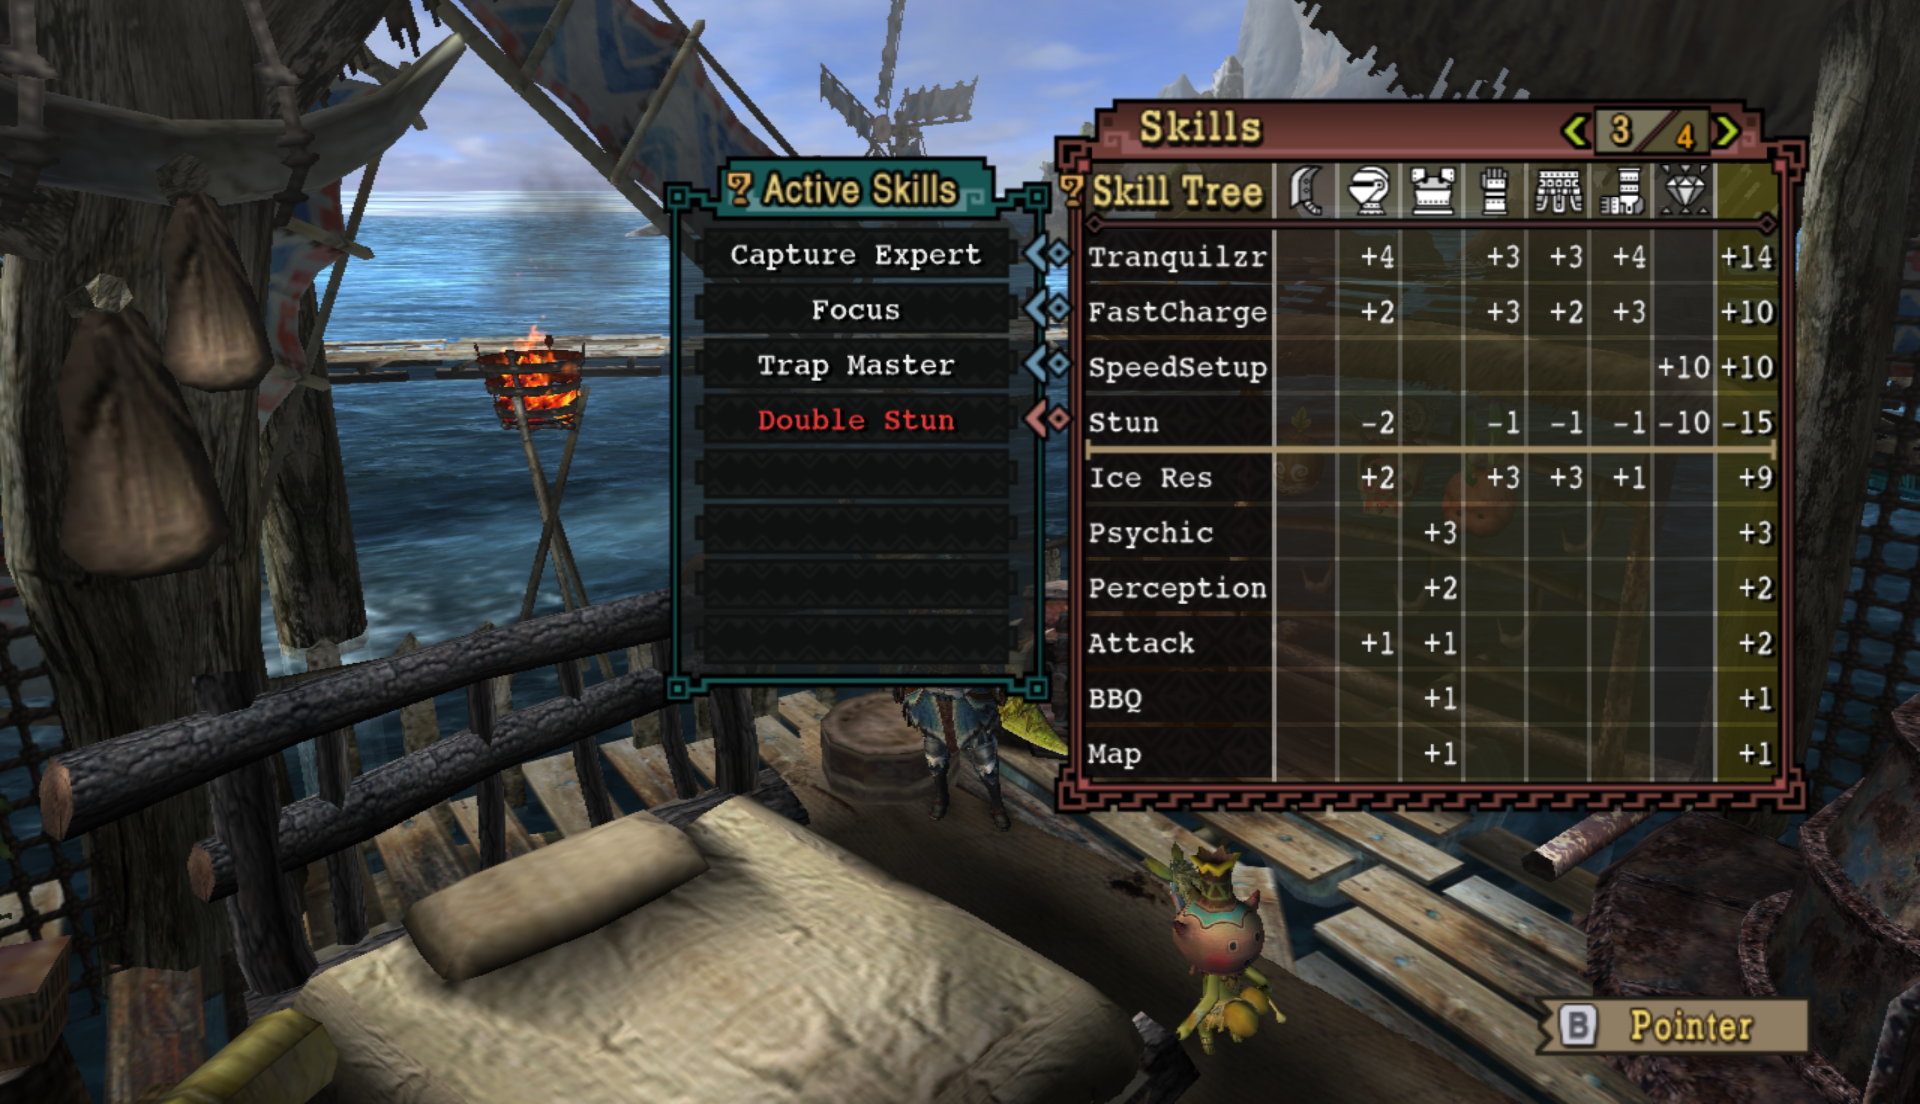 Skills
3/4
? Active Skills
Capture Expert
Focus
Trap Master
Double Stun
? Skill Tree
Tranquilzr +4 +3 +3 +4 +14
FastCharge +2 +3 +2 +3 +10
SpeedSetup +10 +10
Stun -2 -1 -1 -1 -10 -15
Ice Res +2 +3 +3 +1 +9
Psychic +3 +3
Perception +2 +2
Attack +1 +1 +2
BBQ +1 +1
Map +1 +1
B Pointer